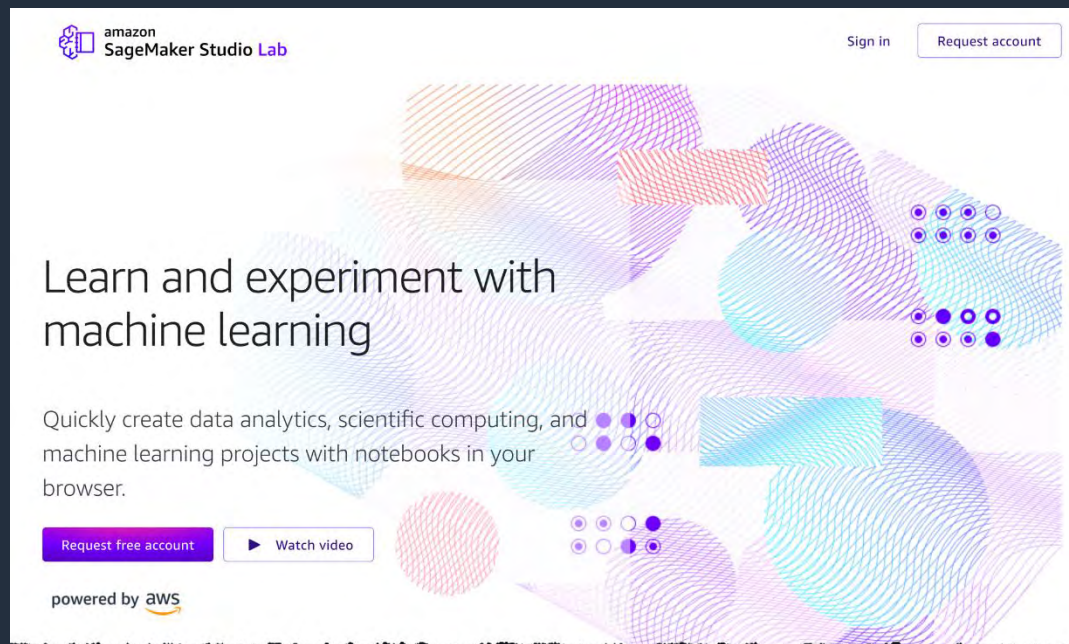 amazon
SageMaker Studio Lab
Sign in
Request account
Learn and experiment with
machine learning
Quickly create data analytics, scientific computing, and
machine learning projects with notebooks in your
browser.
Request free account
Watch video
powered by aws